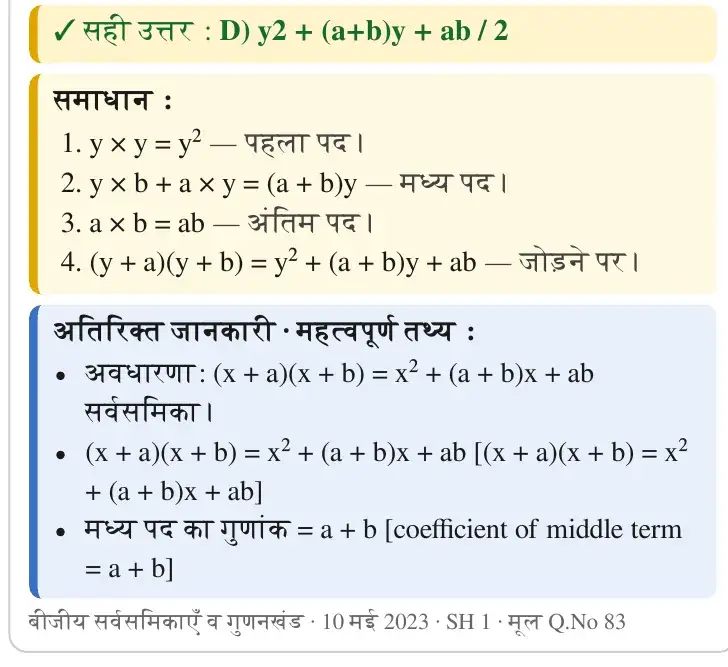 ✓ सही उत्तर : D) y2 + (a+b)y + ab / 2
समाधान :
1. y × y = y² — पहला पद।
2. y × b + a × y = (a + b)y — मध्य पद।
3. a × b = ab — अंतिम पद।
4. (y + a)(y + b) = y² + (a + b)y + ab — जोड़ने पर।
अतिरिक्त जानकारी · महत्वपूर्ण तथ्य :
• अवधारणा: (x + a)(x + b) = x² + (a + b)x + ab
सर्वसमिका।
• (x + a)(x + b) = x² + (a + b)x + ab [(x + a)(x + b) = x²
+ (a + b)x + ab]
• मध्य पद का गुणांक = a + b [coefficient of middle term
= a + b]
बीजीय सर्वसमिकाएँ व गुणनखंड · 10 मई 2023 · SH 1 · मूल Q.No 83